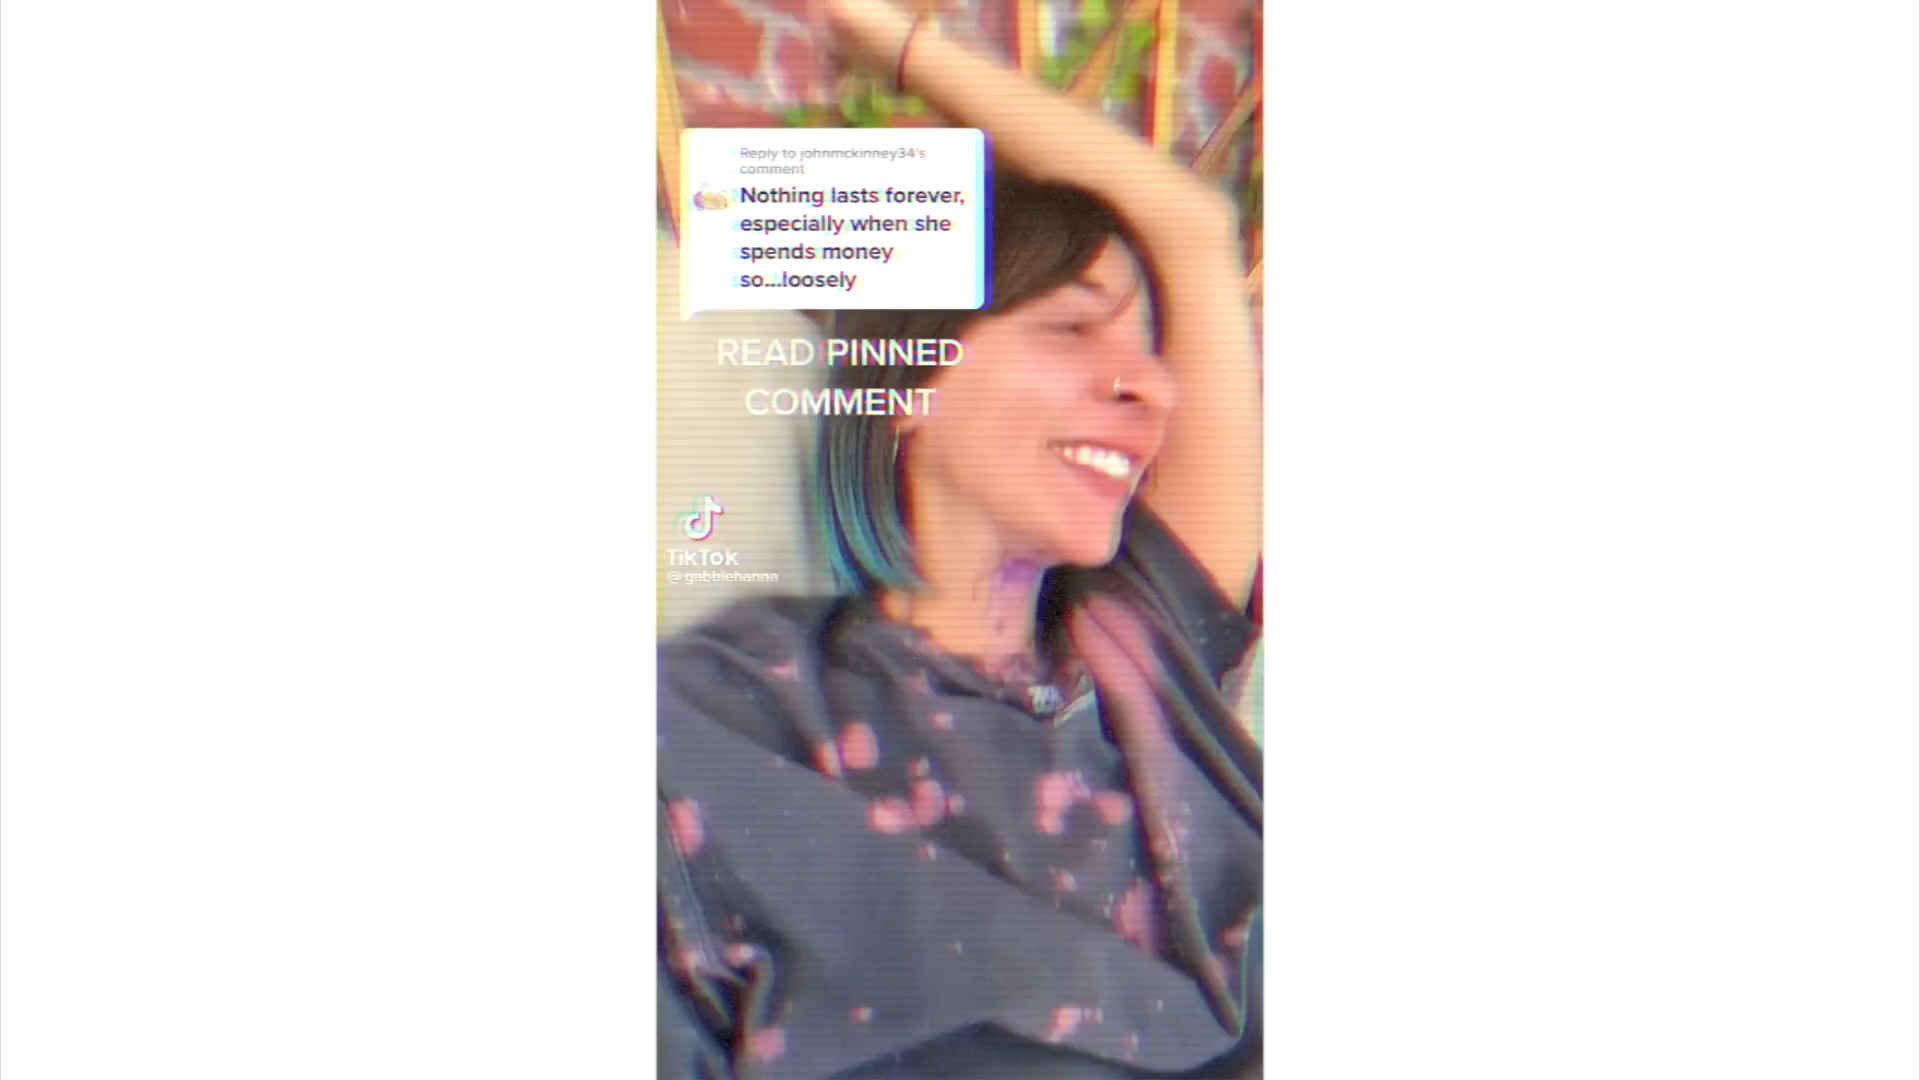 Reply to johnmckinney34's
comment
Nothing lasts forever,
especially when she
spends money
so...loosely
READ PINNED
COMMENT
TikTok
@gabbiehanna